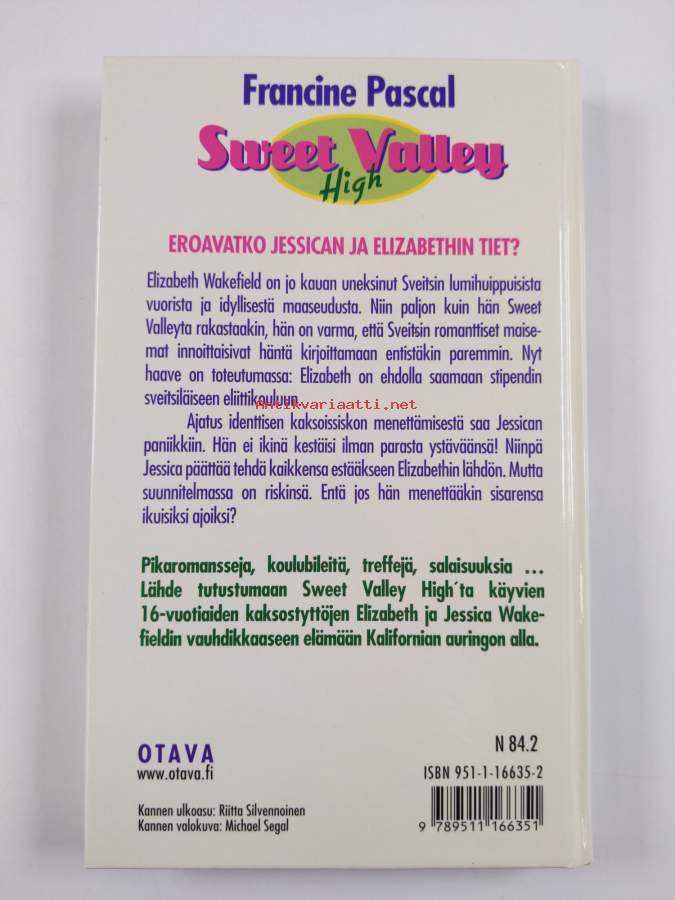 Francine Pascal
Sweet Valley
High
EROAVATKO JESSICAN JA ELIZABETHIN TIET?
Elizabeth Wakefield on jo kauan uneksinut Sveitsin lumihuippuisista
vuorista ja idyllisestä maaseudusta. Niin paljon kuin hän Sweet
Valleyta rakastaakin, hän on varma, että Sveitsin romanttiset maise-
mat innoittaisivat häntä kirjoittamaan entistäkin paremmin. Nyt
haave on toteutumassa: Elizabeth on ehdolla saamaan stipendin
sveitsiläiseen eliittikouluun.
Antikvariaatti.net
Ajatus identtisen kaksoissiskon menettämisestä saa Jessican
paniikkiin. Hän ei ikinä kestäisi ilman parasta ystäväänsä! Niinpä
Jessica päättää tehdä kaikkensa estääkseen Elizabethin lähdön. Mutta
suunnitelmassa on riskinsä. Entä jos hän menettääkin sisarensa
ikuisiksi ajoiksi?
Pikaromansseja, koulubileitä, treffejä, salaisuuksia ...
Lähde tutustumaan Sweet Valley High´ta käyvien
16-vuotiaiden kaksostyttöjen Elizabeth ja Jessica Wake-
fieldin vauhdikkaaseen elämään Kalifornian auringon alla.
OTAVA
www.otava.fi
N 84.2
ISBN 951-1-16635-2
9 789511 166351
Kannen ulkoasu: Riitta Silvennoinen
Kannen valokuva: Michael Segal